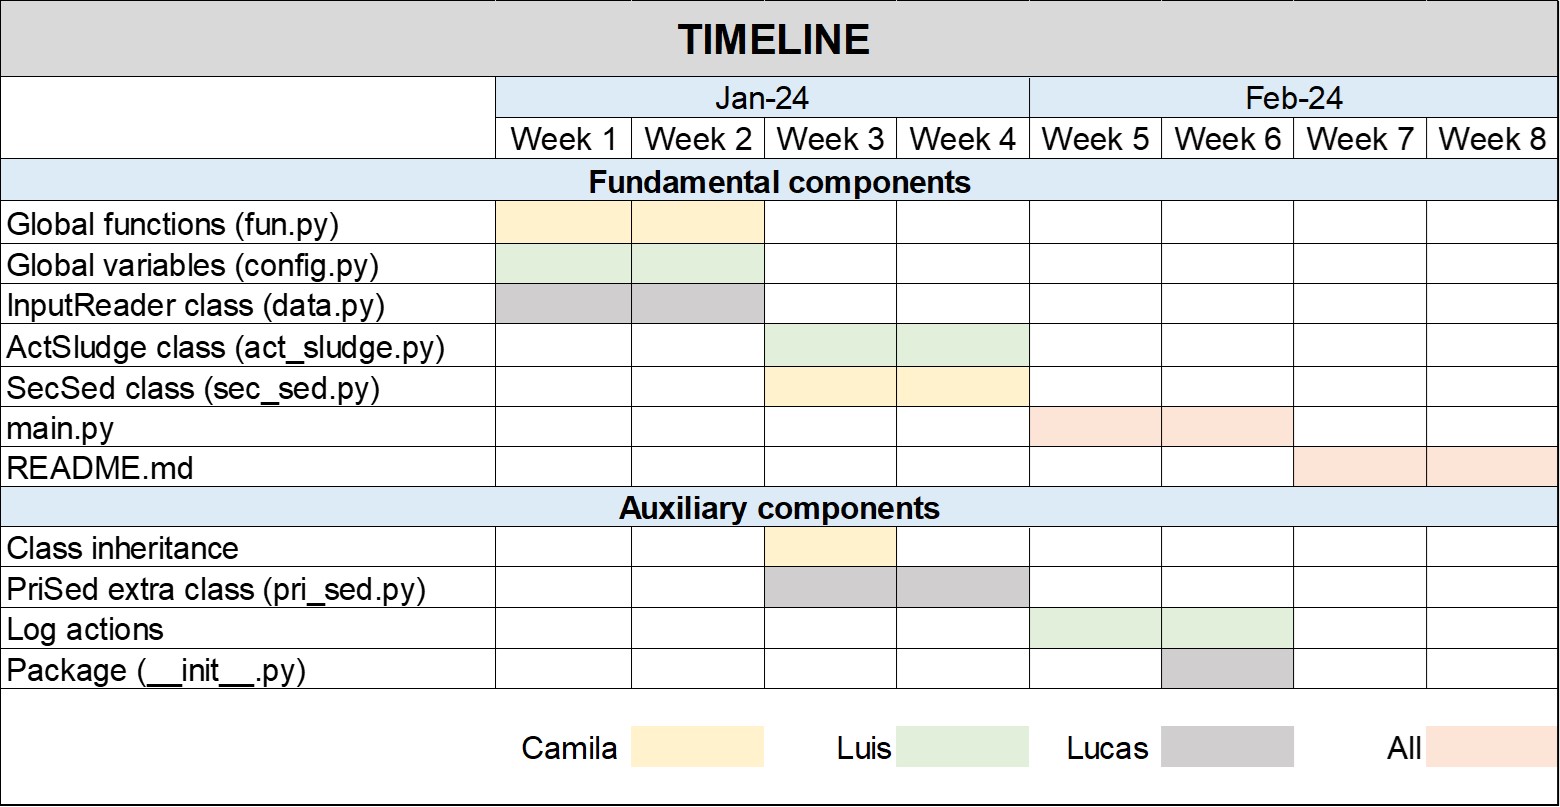 TIMELINE
Jan-24 Feb-24
Week 1 Week 2 Week 3 Week 4 Week 5 Week 6 Week 7 Week 8
Fundamental components
Global functions (fun.py)
Global variables (config.py)
InputReader class (data.py)
ActSludge class (act_sludge.py)
SecSed class (sec_sed.py)
main.py
README.md
Auxiliary components
Class inheritance
PriSed extra class (pri_sed.py)
Log actions
Package (__init__.py)
Camila Luis Lucas All